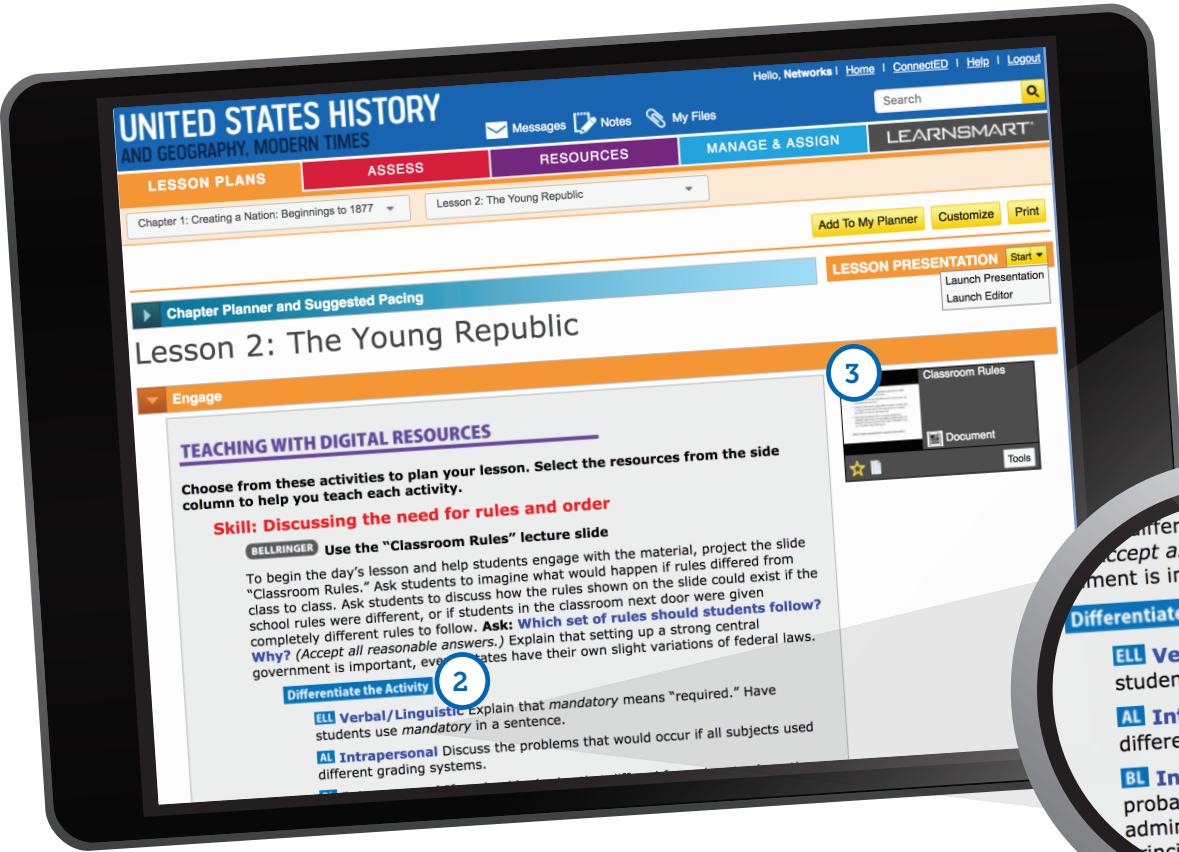 Hello, Networks | Home | ConnectED | Help | Logout
UNITED STATES HISTORY
AND GEOGRAPHY, MODERN TIMES
Messages Notes My Files
Search
LESSON PLANS ASSESS RESOURCES MANAGE & ASSIGN LEARNSMART
Chapter 1: Creating a Nation: Beginnings to 1877 Lesson 2: The Young Republic
Add To My Planner Customize Print
LESSON PRESENTATION Start
Launch Presentation
Launch Editor
Chapter Planner and Suggested Pacing
Lesson 2: The Young Republic
Engage
3
Classroom Rules
Document
Tools
TEACHING WITH DIGITAL RESOURCES
Choose from these activities to plan your lesson. Select the resources from the side
column to help you teach each activity.
Skill: Discussing the need for rules and order
BELLRINGER Use the “Classroom Rules” lecture slide
To begin the day’s lesson and help students engage with the material, project the slide
“Classroom Rules.” Ask students to imagine what would happen if rules differed from
class to class. Ask students to discuss how the rules shown on the slide could exist if the
school rules were different, or if students in the classroom next door were given
completely different rules to follow. Ask: Which set of rules should students follow?
Why? (Accept all reasonable answers.) Explain that setting up a strong central
government is important, even tates have their own slight variations of federal laws.
Differentiate the Activity 2
ELL Verbal/Linguistic Explain that mandatory means “required.” Have
students use mandatory in a sentence.
AL Intrapersonal Discuss the problems that would occur if all subjects used
different grading systems.
ccept a
ment is i
Differentiate
ELL Ve
studen
AL Int
differe
BL In
proba
admin